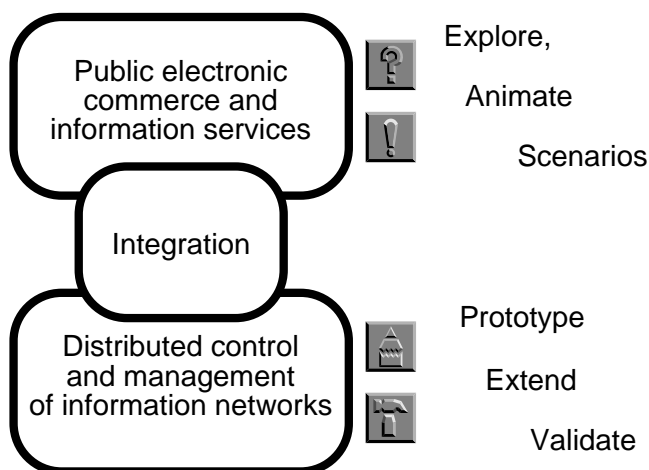 Public electronic
commerce and
information services
Explore,
Animate
Scenarios
Integration
Distributed control
and management
of information networks
Prototype
Extend
Validate